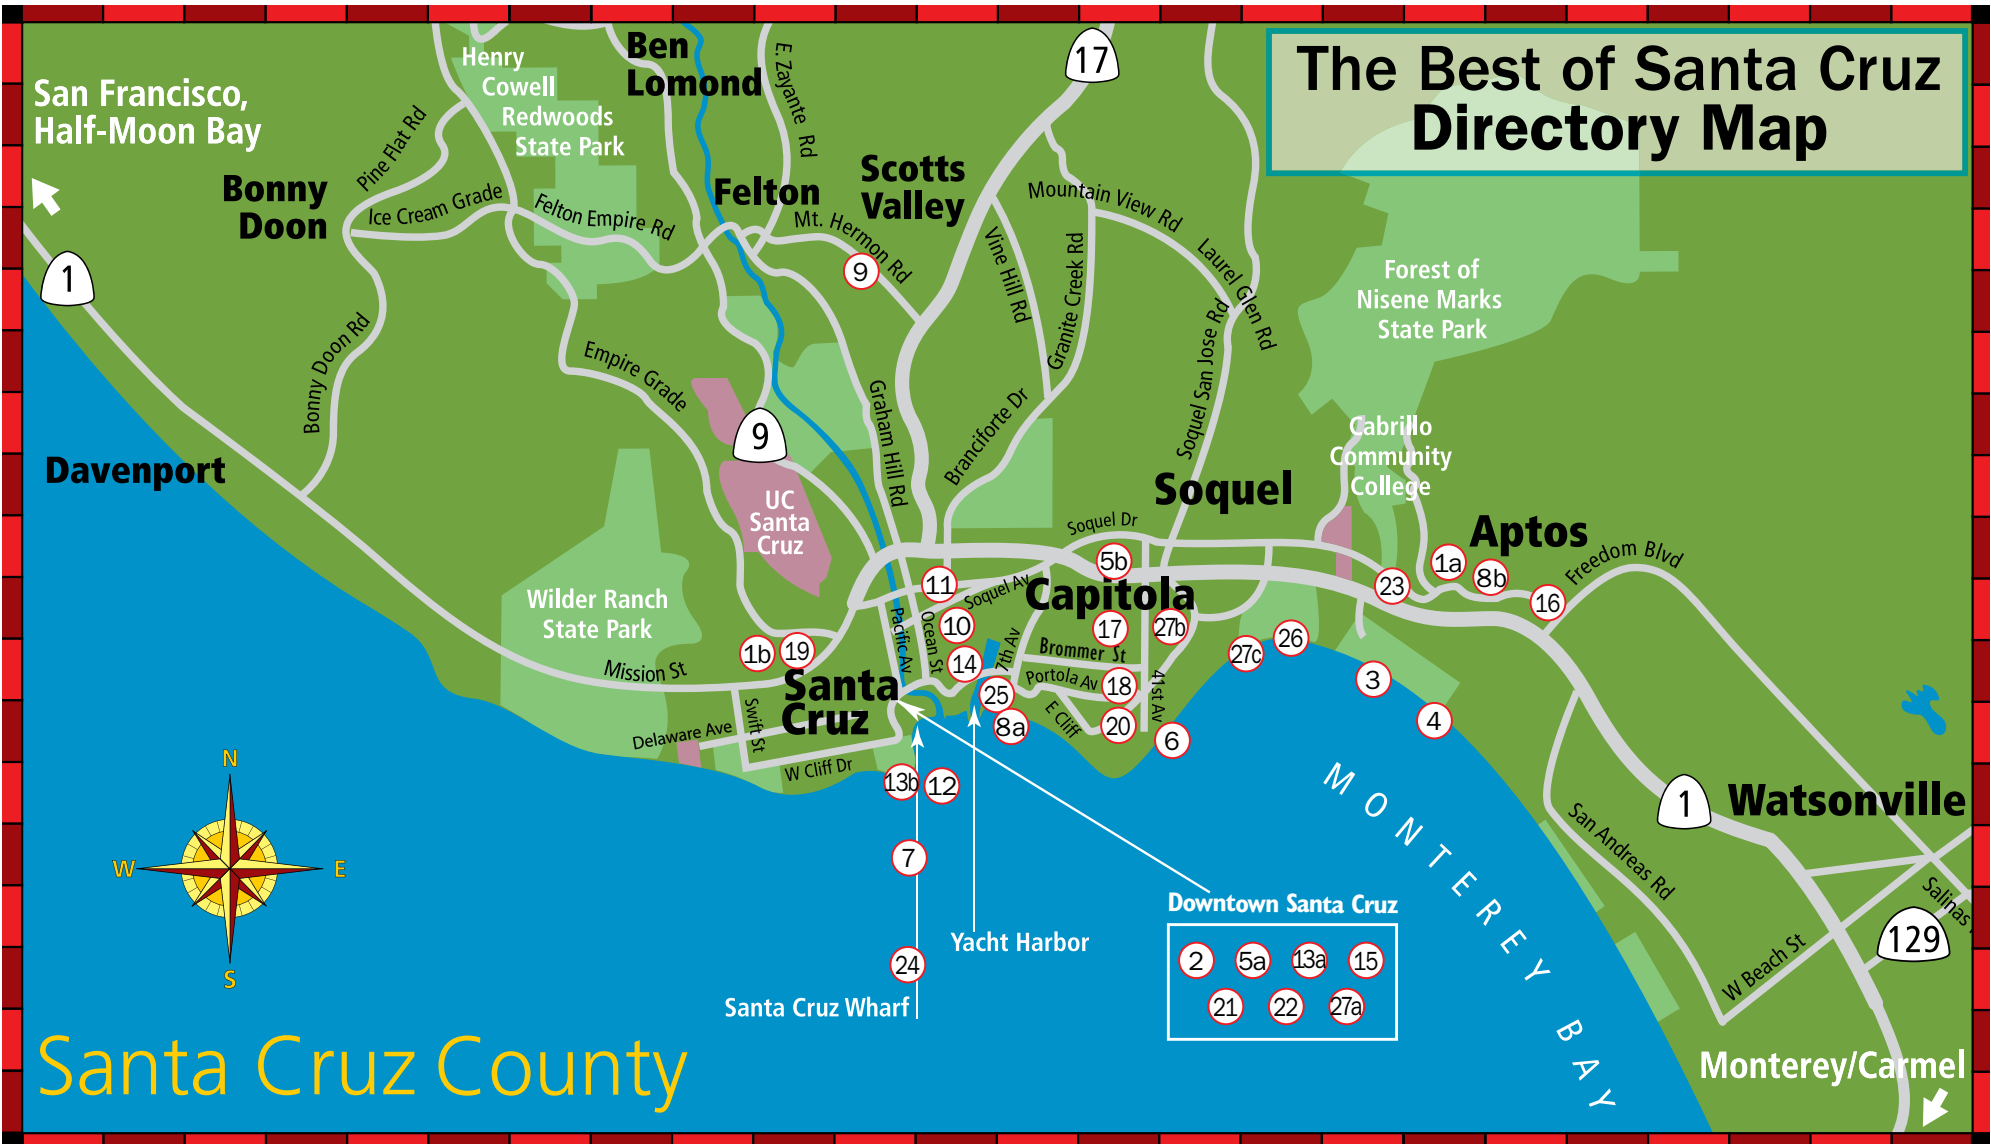 The Best of Santa Cruz
Directory Map
San Francisco,
Half-Moon Bay
Henry
Cowell
Redwoods
State Park
Ben
Lomond
E. Zayante Rd
17
Pine Flat Rd
Bonny
Doon
Ice Cream Grade
Felton Empire Rd
Felton
Scotts
Valley
Mt. Hermon Rd
9
Mountain View Rd
Vine Hill Rd
Granite Creek Rd
Laurel Glen Rd
Soquel San Jose Rd
Forest of
Nisene Marks
State Park
1
Bonny Doon Rd
Empire Grade
Graham Hill Rd
Branciforte Dr
9
Cabrillo
Community
College
Davenport
UC
Santa
Cruz
Soquel
Soquel Dr
Aptos
Freedom Blvd
5b
1a
8b
23
16
11
Soquel Av
Capitola
Wilder Ranch
State Park
Pacific Av
Ocean St
10
17
27b
26
27c
1b
19
14
7th Av
Brommer St
Mission St
Santa
Cruz
25
Portola Av
18
41st Av
3
Swift St
Delaware Ave
8a
E Cliff
20
6
4
W Cliff Dr
13b
12
MONTEREY BAY
1
Watsonville
N
W
E
S
7
San Andreas Rd
24
Yacht Harbor
Santa Cruz Wharf
Downtown Santa Cruz
2
5a
13a
15
21
22
27a
Salinas
129
W Beach St
Santa Cruz County
Monterey/Carmel